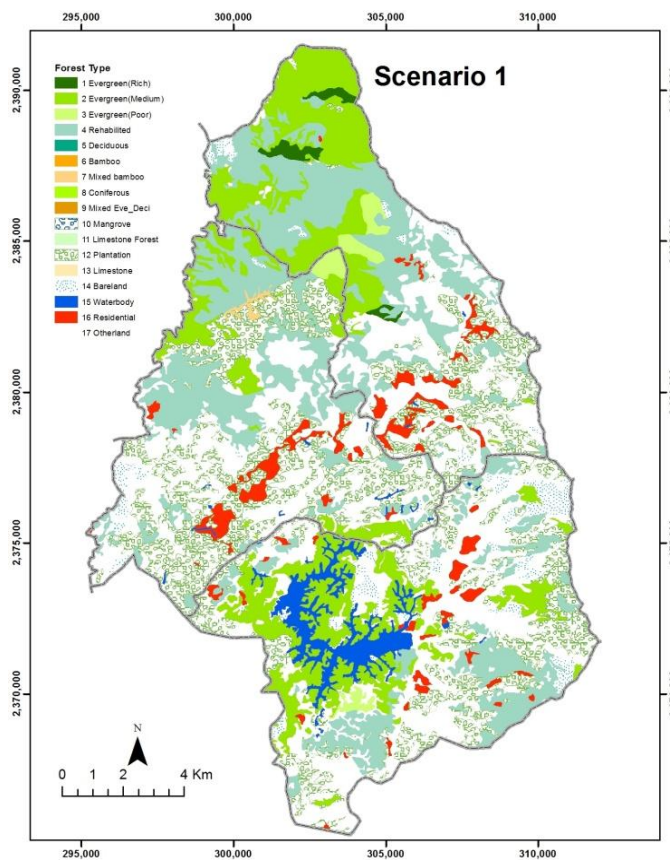 295,000 300,000 305,000 310,000
Scenario 1
Forest Type
1 Evergreen(Rich)
2 Evergreen(Medium)
3 Evergreen(Poor)
4 Rehabilited
5 Deciduous
6 Bamboo
7 Mixed bamboo
8 Coniferous
9 Mixed Eve_Deci
10 Mangrove
11 Limestone Forest
12 Plantation
13 Limestone
14 Bareland
15 Waterbody
16 Residential
17 Otherland
2,390,000
2,385,000
2,380,000
2,375,000
2,370,000
N
0 1 2 4 Km
295,000 300,000 305,000 310,000